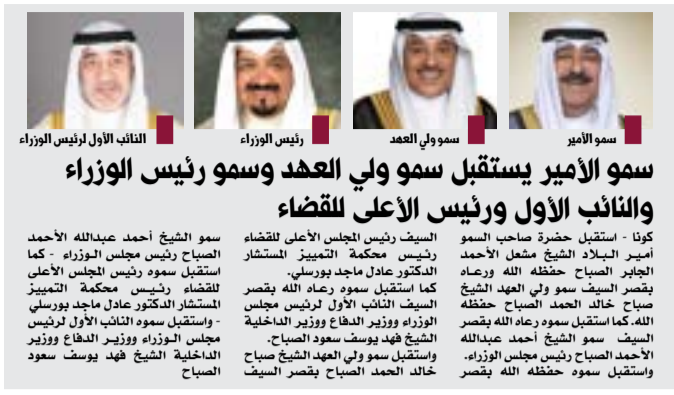 سمو الأمير
سمو ولي العهد
رئيس الوزراء
النائب الأول لرئيس الوزراء
سمو الأمير يستقبل سمو ولي العهد وسمو رئيس الوزراء
والنائب الأول ورئيس الأعلى للقضاء
كونا - استقبل حضرة صاحب السمو
أمير البلاد الشيخ مشعل الأحمد
الجابر الصباح حفظه الله ورعاه
بقصر السيف سمو ولي العهد الشيخ
صباح خالد الحمد الصباح حفظه
الله. كما استقبل سموه رعاه الله بقصر
السيف سمو الشيخ أحمد عبدالله
الأحمد الصباح رئيس مجلس الوزراء.
واستقبل سموه حفظه الله بقصر
السيف رئيس المجلس الأعلى للقضاء
رئيس محكمة التمييز المستشار
الدكتور عادل ماجد بورسلي.
كما استقبل سموه رعاه الله بقصر
السيف النائب الأول لرئيس مجلس
الوزراء ووزير الدفاع ووزير الداخلية
الشيخ فهد يوسف سعود الصباح.
واستقبل سمو ولي العهد الشيخ صباح
خالد الحمد الصباح بقصر السيف
سمو الشيخ أحمد عبدالله الأحمد
الصباح رئيس مجلس الوزراء - كما
استقبل سموه رئيس المجلس الأعلى
للقضاء رئيس محكمة التمييز
المستشار الدكتور عادل ماجد بورسلي
- واستقبل سموه النائب الأول لرئيس
مجلس الوزراء ووزير الدفاع ووزير
الداخلية الشيخ فهد يوسف سعود
الصباح